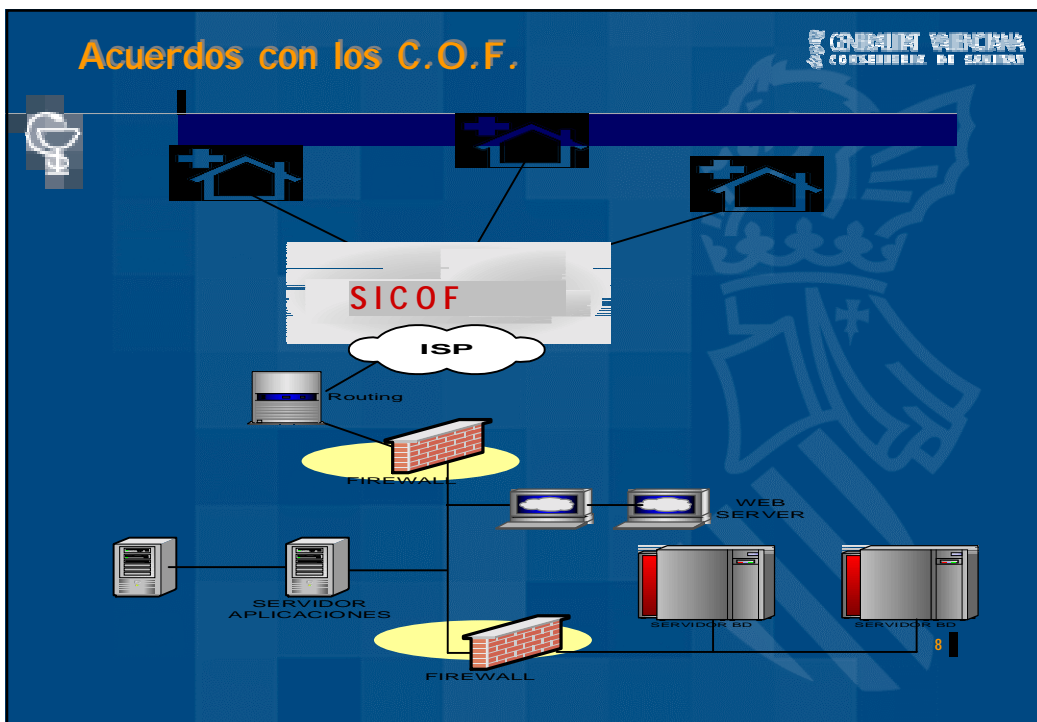 Acuerdos con los C.O.F.
GENERALITAT VALENCIANA
CONSELLERIA DE SANITAT
SICOF
ISP
Routing
FIREWALL
WEB
SERVER
SERVIDOR
APLICACIONES
SERVIDOR BD
SERVIDOR BD
FIREWALL
8